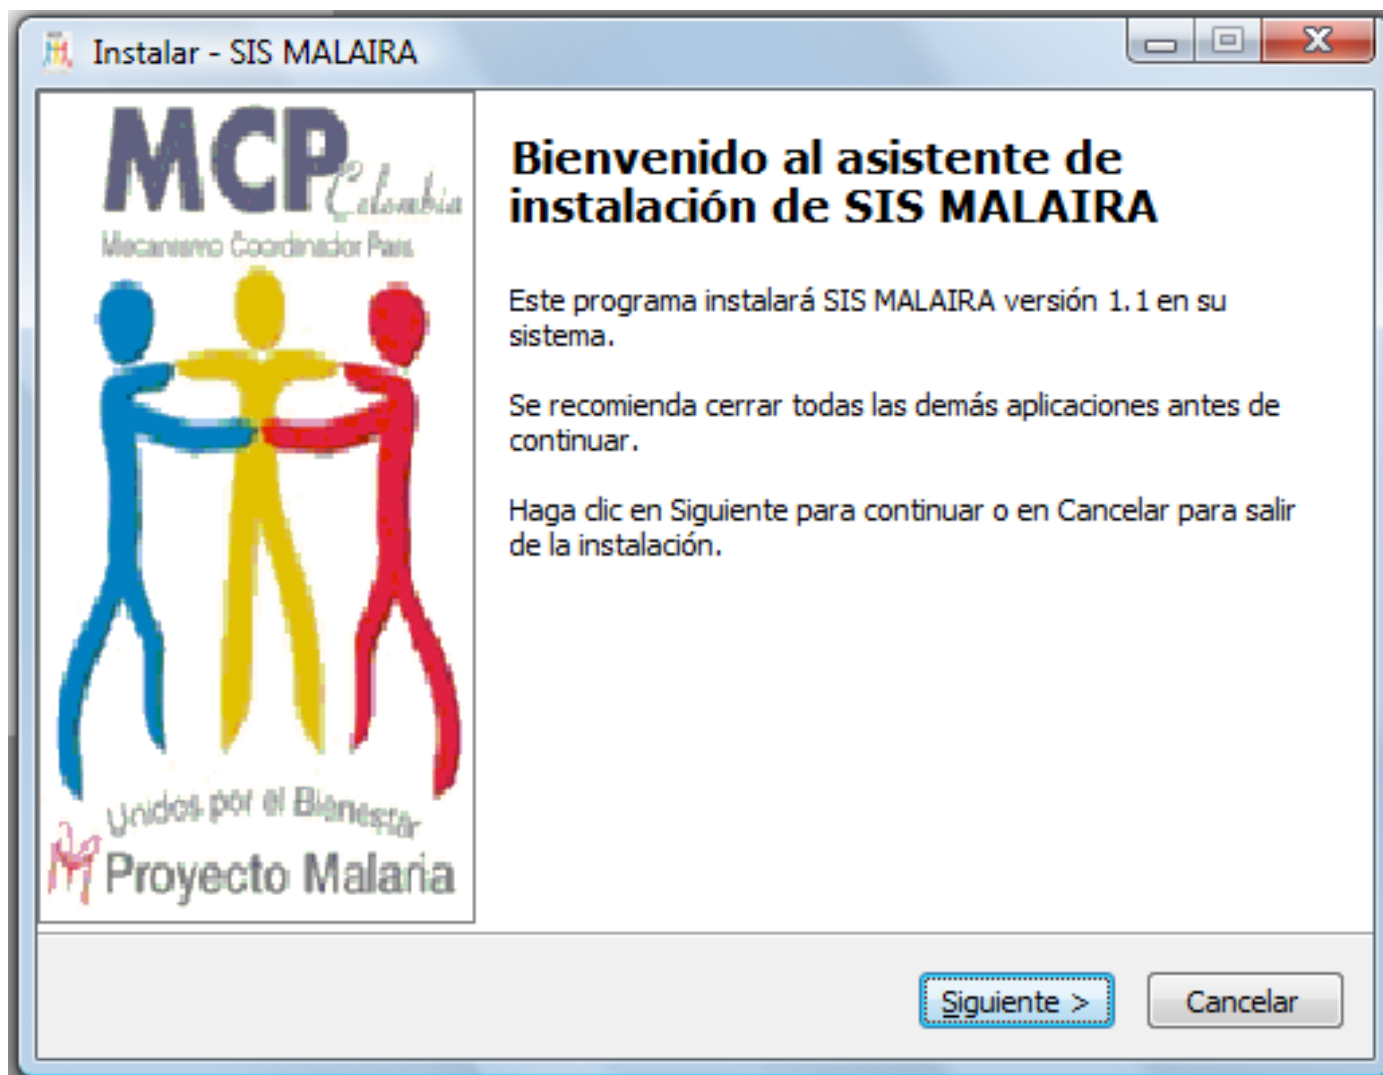 Instalar - SIS MALAIRA
MCP
Colombia
Mecanismo Coordinador País
Unidos por el Bienestar
Proyecto Malaria
Bienvenido al asistente de
instalación de SIS MALAIRA
Este programa instalará SIS MALAIRA versión 1.1 en su
sistema.
Se recomienda cerrar todas las demás aplicaciones antes de
continuar.
Haga clic en Siguiente para continuar o en Cancelar para salir
de la instalación.
Siguiente >
Cancelar